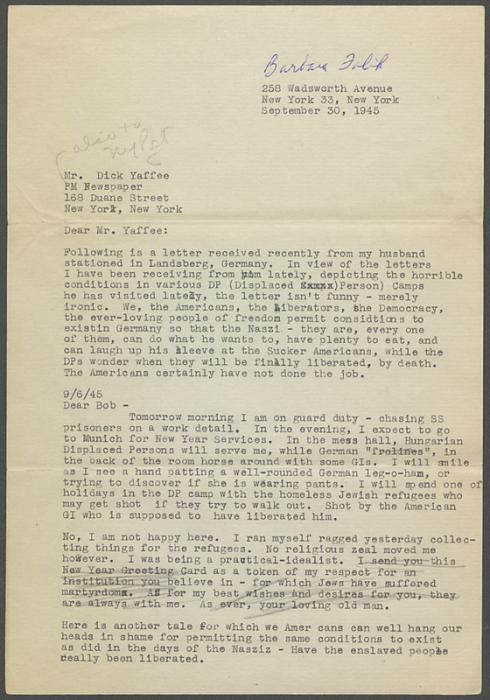 Barbara Falik
258 Wadsworth Avenue
New York 33, New York
September 30, 1945
also to
Mr. Dick Yaffee
PM Newspaper
168 Duane Street
New York, New York
Dear Mr. Yaffee:
Following is a letter received recently from my husband
stationed in Landsberg, Germany. In view of the letters
I have been receiving from him lately, depicting the horrible
conditions in various DP (Displaced Person) Camps
he has visited lately, the letter isn't funny - merely
ironic. We, the Americans, the liberators, the Democracy,
the ever-loving people of freedom permit considtions to
existin Germany so that the Naszi - they are, every one
of them, can do what he wants to, have plenty to eat, and
can laugh up his sleeve at the Sucker Americans, while the
DPs wonder when they will be finally liberated, by death.
The Americans certainly have not done the job.
9/6/45
Dear Bob -
Tomorrow morning I am on guard duty - chasing SS
prisoners on a work detail. In the evening, I expect to go
to Munich for New Year Services. In the mess hall, Hungarian
Displaced Persons will serve me, while German "frolines", in
the back of the room horse around with some GIs. I will smile
as I see a hand patting a well-rounded German leg-o-ham, or
trying to discover if she is wearing pants. I will spend one of
holidays in the DP camp with the homeless Jewish refugees who
may get shot if they try to walk out. Shot by the American
GI who is supposed to have liberated him.
No, I am not happy here. I ran myself ragged yesterday collec-
ting things for the refugees. No religious zeal moved me
however. I was being a practical-idealist. I send you this
New Year Greeting Card as a token of my respect for an
institution you believe in - for which Jews have suffered
martyrdoms. As for my best wishes and desires for you, they
are always with me. As ever, your loving old man.
Here is another tale for which we Amer cans can well hang our
heads in shame for permitting the same conditions to exist
as did in the days of the Nasziz - Have the enslaved people
really been liberated.